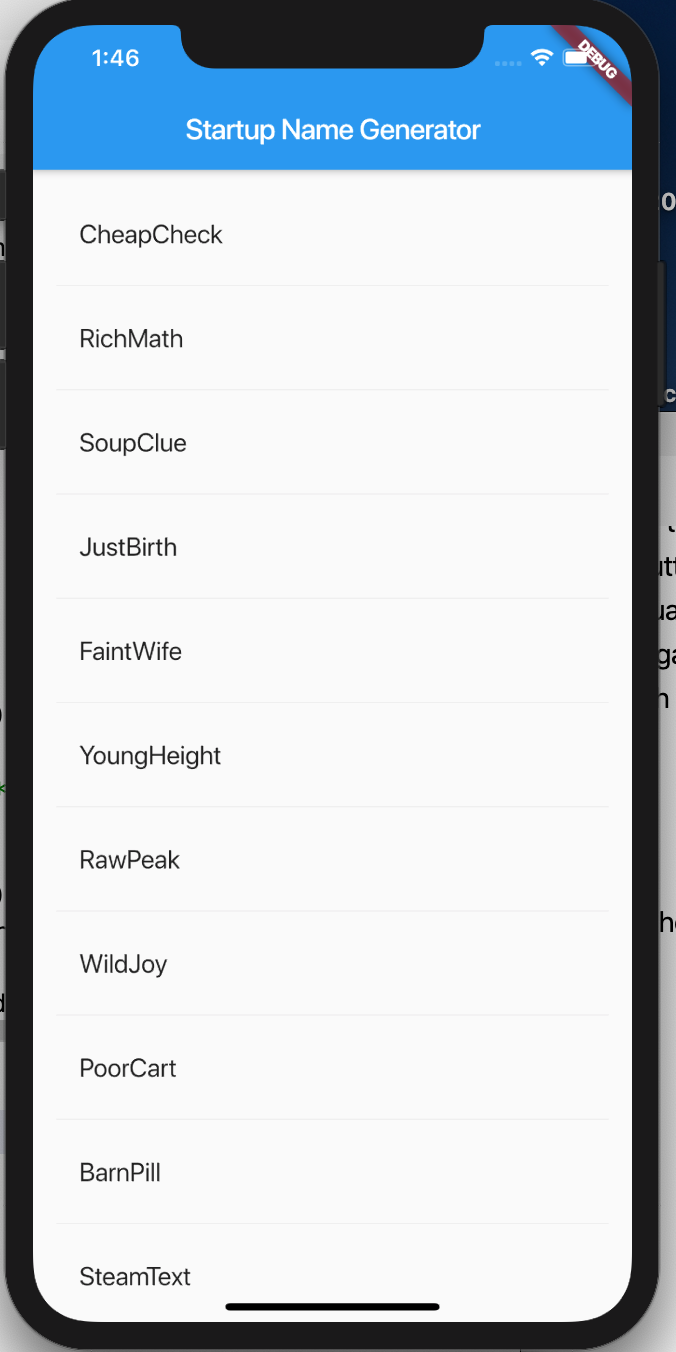 1:46
DEBUG
Startup Name Generator
CheapCheck
RichMath
SoupClue
JustBirth
FaintWife
YoungHeight
RawPeak
WildJoy
PoorCart
BarnPill
SteamText